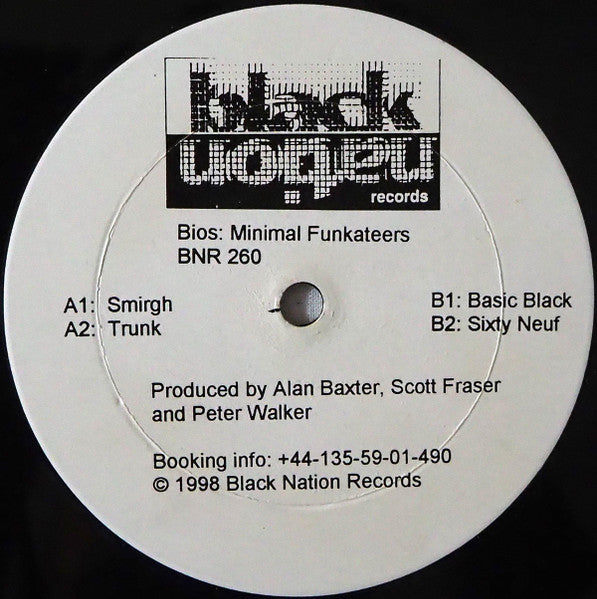 black
nation
records
Bios: Minimal Funkateers
BNR 260
A1: Smirgh
A2: Trunk
B1: Basic Black
B2: Sixty Neuf
Produced by Alan Baxter, Scott Fraser
and Peter Walker
Booking info: +44-135-59-01-490
© 1998 Black Nation Records